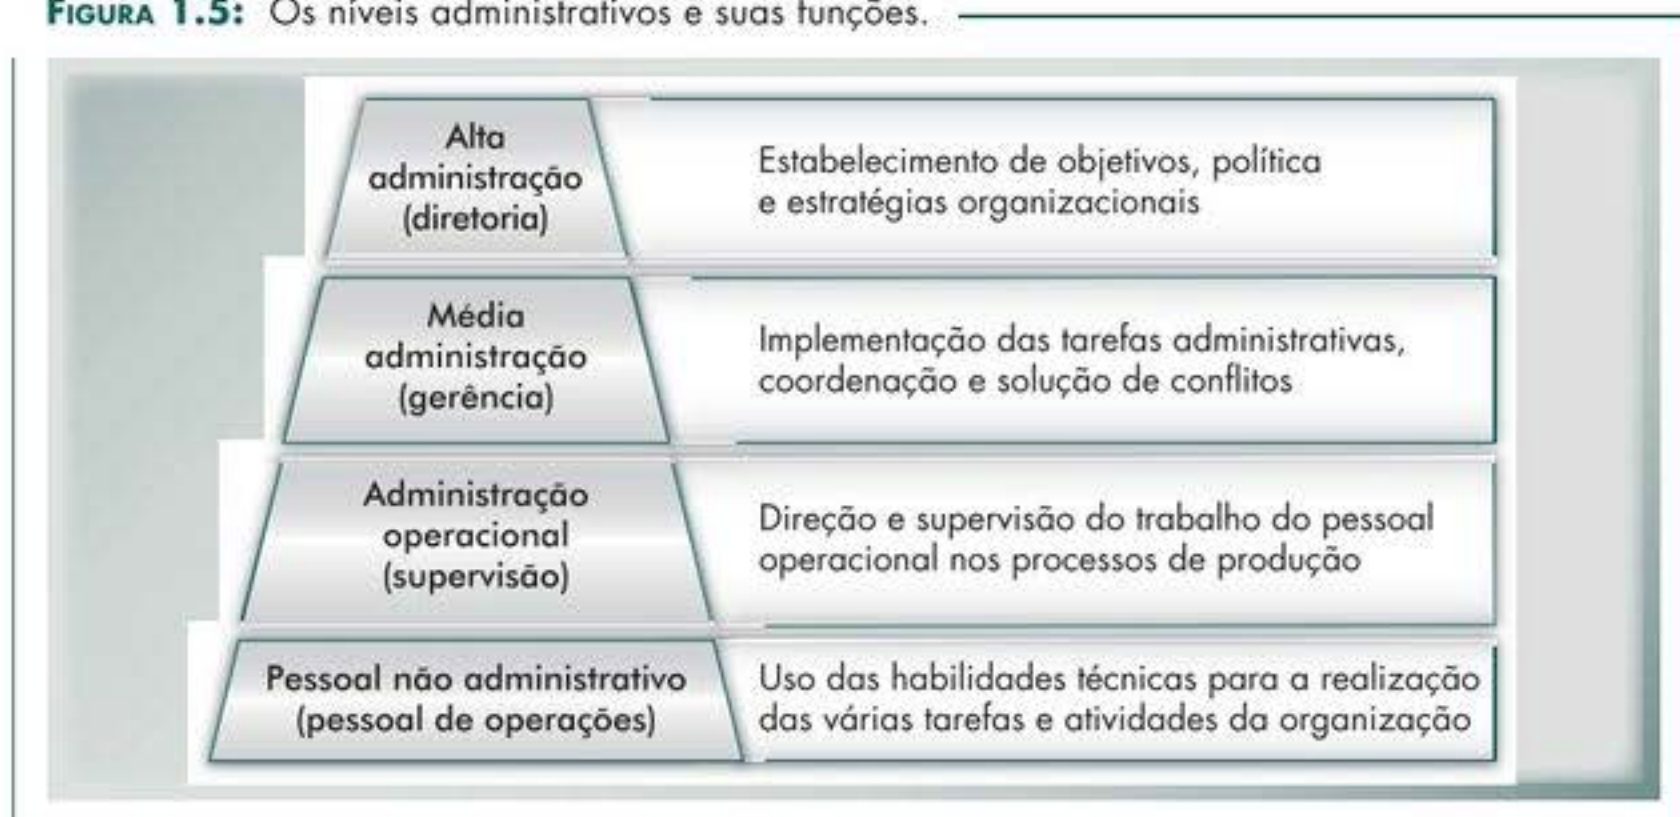 FIGURA 1.5: Os níveis administrativos e suas funções.
Alta
administração
(diretoria)
Estabelecimento de objetivos, política
e estratégias organizacionais
Média
administração
(gerência)
Implementação das tarefas administrativas,
coordenação e solução de conflitos
Administração
operacional
(supervisão)
Direção e supervisão do trabalho do pessoal
operacional nos processos de produção
Pessoal não administrativo
(pessoal de operações)
Uso das habilidades técnicas para a realização
das várias tarefas e atividades da organização